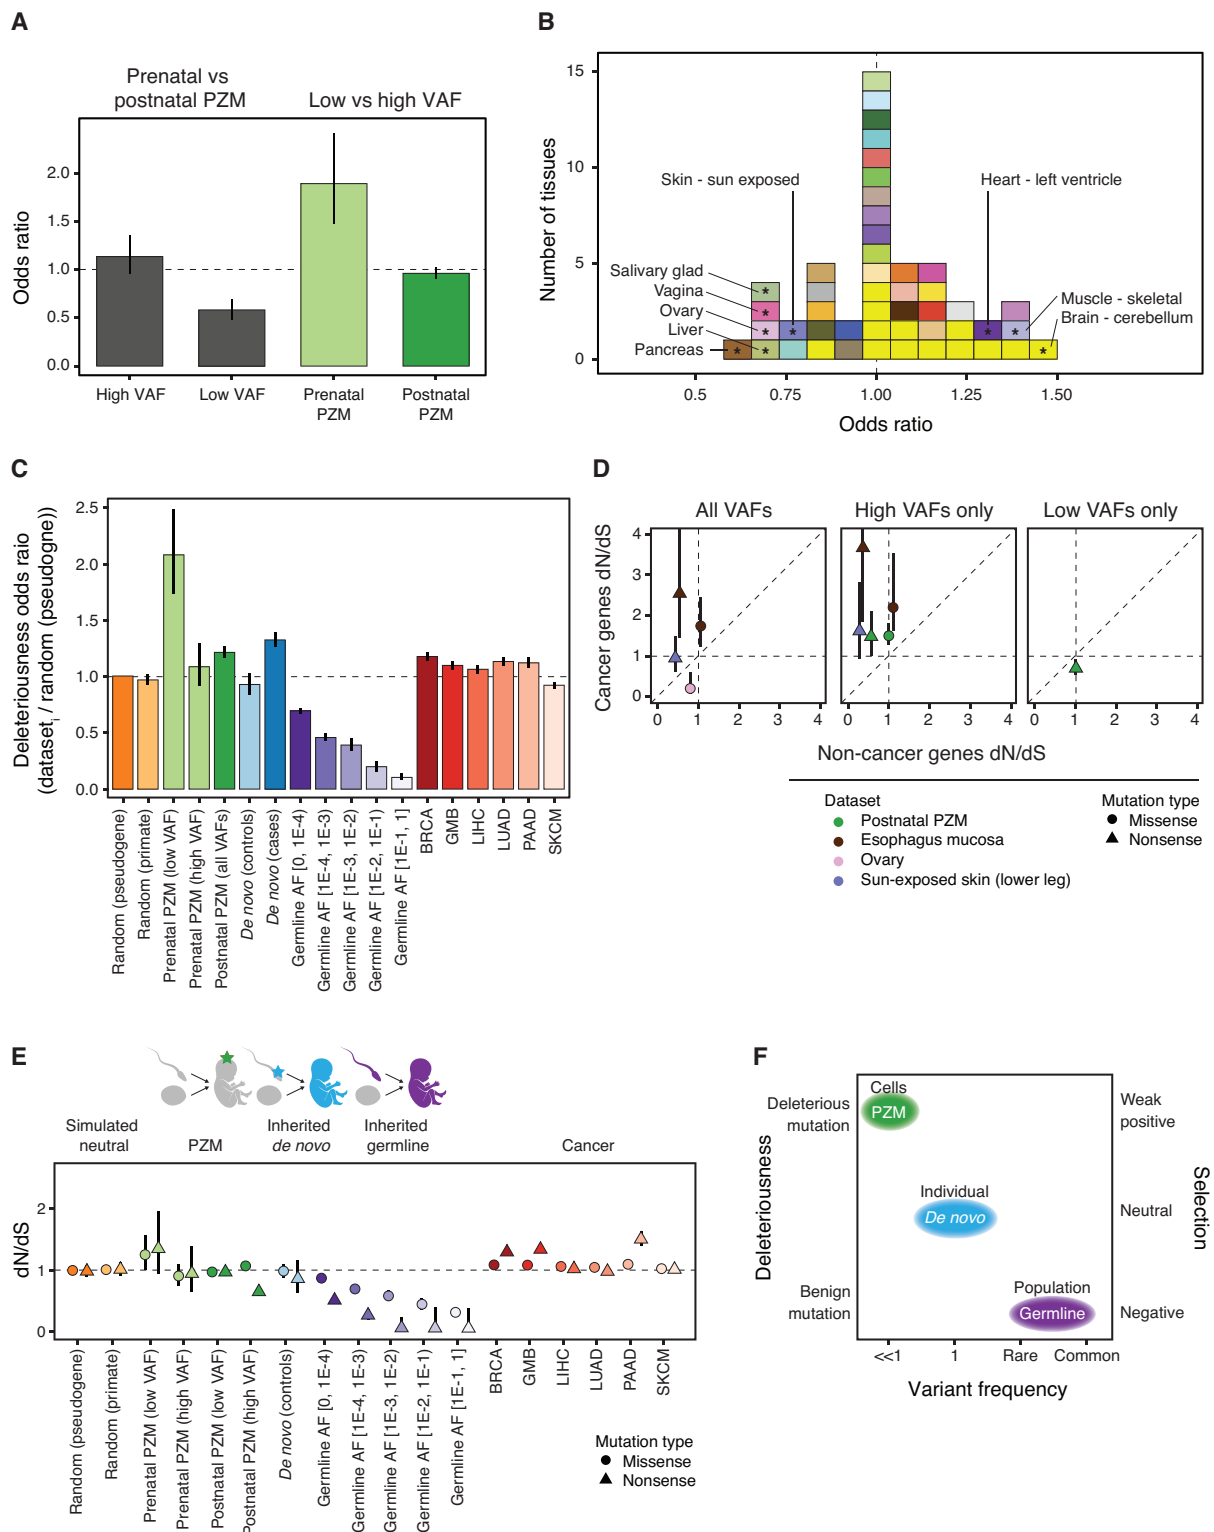 A
Prenatal vs
postnatal PZM
Low vs high VAF
Odds ratio
2.0
1.5
1.0
0.5
0.0
High VAF
Low VAF
Prenatal
PZM
Postnatal
PZM
B
Number of tissues
15
10
5
0
Skin - sun exposed
Heart - left ventricle
Salivary glad
Vagina
Ovary
Liver
Pancreas
Muscle - skeletal
Brain - cerebellum
* * * * * * * * *
0.5
0.75
1.00
1.25
1.50
Odds ratio
C
Deleteriousness odds raio
(dataseti / random (pseudogne))
2.5
2.0
1.5
1.0
0.5
0.0
Random (pseudogene)
Random (primate)
Prenatal PZM (low VAF)
Prenatal PZM (high VAF)
Postnatal PZM (all VAFs)
De novo (controls)
De novo (cases)
Germline AF [0, 1E-4)
Germline AF [1E-4, 1E-3)
Germline AF [1E-3, 1E-2)
Germline AF [1E-2, 1E-1)
Germline AF [1E-1, 1]
BRCA
GMB
LIHC
LUAD
PAAD
SKCM
D
All VAFs
High VAFs only
Low VAFs only
Cancer genes dN/dS
4
3
2
1
0
0 1 2 3 4
0 1 2 3 4
0 1 2 3 4
Non-cancer genes dN/dS
Dataset
Postnatal PZM
Esophagus mucosa
Ovary
Sun-exposed skin (lower leg)
Mutation type
Missense
Nonsense
E
Simulated
neutral
PZM
Inherited
de novo
Inherited
germline
Cancer
dN/dS
2
1
0
Random (pseudogene)
Random (primate)
Prenatal PZM (low VAF)
Prenatal PZM (high VAF)
Postnatal PZM (low VAF)
Postnatal PZM (high VAF)
De novo (controls)
Germline AF [0, 1E-4)
Germline AF [1E-4, 1E-3)
Germline AF [1E-3, 1E-2)
Germline AF [1E-2, 1E-1)
Germline AF [1E-1, 1]
BRCA
GMB
LIHC
LUAD
PAAD
SKCM
Mutation type
Missense
Nonsense
F
Deleteriousness
Deleterious
mutation
Benign
mutation
Cells
PZM
Individual
De novo
Population
Germline
Weak
positive
Neutral
Negative
Selection
<<1
1
Rare
Common
Variant frequency